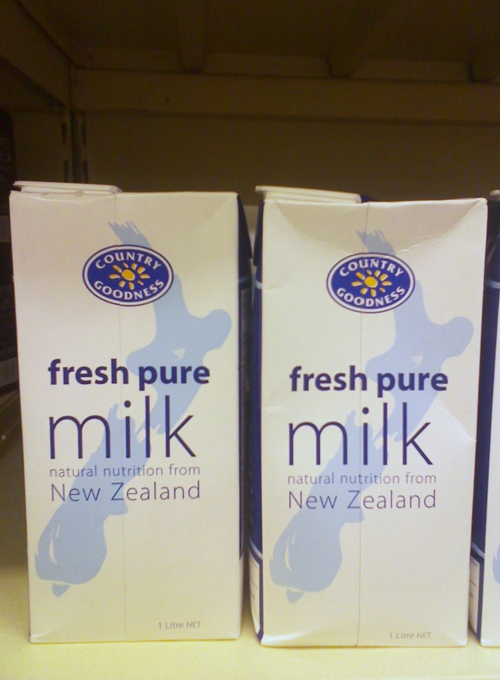 COUNTRY
GOODNESS
fresh pure
milk
natural nutrition from
New Zealand
1 Litre NET
COUNTRY
GOODNESS
fresh pure
milk
natural nutrition from
New Zealand
1 Litre NET